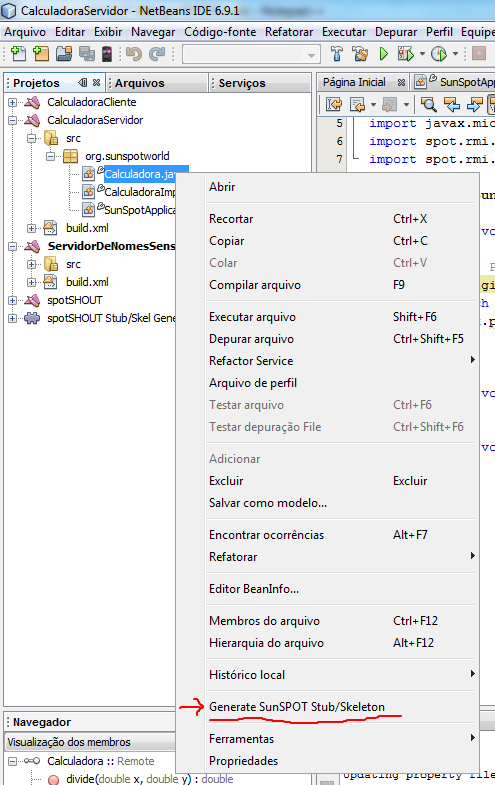 CalculadoraServidor - NetBeans IDE 6.9.1
Arquivo Editar Exibir Navegar Código-fonte Refatorar Executar Depurar Perfil Equipe
Projetos Arquivos Serviços
Página Inicial SunSpotApp
CalculadoraCliente
CalculadoraServidor
src
org.sunspotworld
Calculadora.java
CalculadoraImp
SunSpotApplica
build.xml
ServidorDeNomesSens
src
build.xml
spotSHOUT
spotSHOUT Stub/Skel Gene
5 import javax.mic
6 import spot.rmi.
7 import spot.rmi.
Abrir
Recortar Ctrl+X
Copiar Ctrl+C
Colar Ctrl+V
Compilar arquivo F9
Executar arquivo Shift+F6
Depurar arquivo Ctrl+Shift+F5
Refactor Service
Arquivo de perfil
Testar arquivo Ctrl+F6
Testar depuração File Ctrl+Shift+F6
Adicionar
Excluir Excluir
Salvar como modelo...
Encontrar ocorrências Alt+F7
Refatorar
Editor BeanInfo...
Membros do arquivo Ctrl+F12
Hierarquia do arquivo Alt+F12
Histórico local
Generate SunSPOT Stub/Skeleton
Ferramentas
Propriedades
Navegador
Visualização dos membros
Calculadora :: Remote
divide(double x, double y) : double
Updating property file